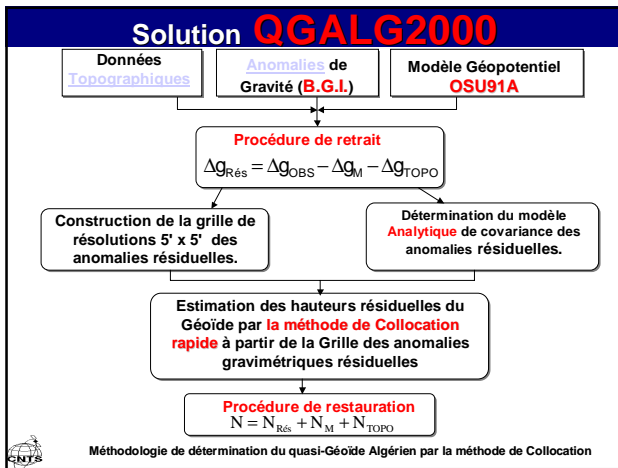 Solution QGALG2000
Données
Topographiques
Anomalies de
Gravité (B.G.I.)
Modèle Géopotentiel
OSU91A
Procédure de retrait
Δg_Rés = Δg_OBS − Δg_M − Δg_TOPO
Construction de la grille de
résolutions 5' x 5' des
anomalies résiduelles.
Détermination du modèle
Analytique de covariance des
anomalies résiduelles.
Estimation des hauteurs résiduelles du
Géoïde par la méthode de Collocation
rapide à partir de la Grille des anomalies
gravimétriques résiduelles
Procédure de restauration
N = N_Rés + N_M + N_TOPO
CNTS
Méthodologie de détermination du quasi-Géoïde Algérien par la méthode de Collocation